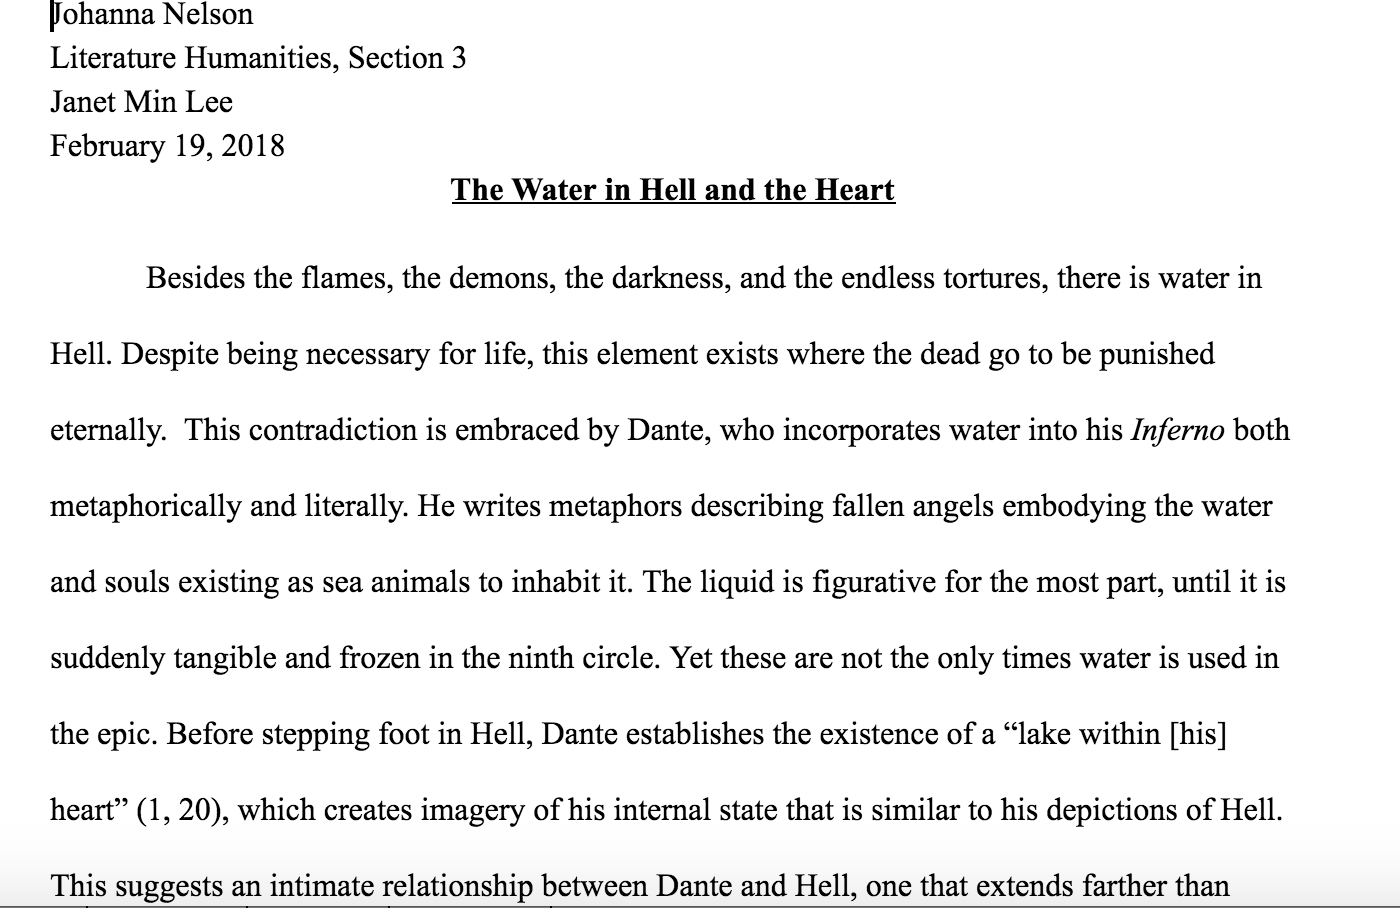 Johanna Nelson
Literature Humanities, Section 3
Janet Min Lee
February 19, 2018
The Water in Hell and the Heart
Besides the flames, the demons, the darkness, and the endless tortures, there is water in
Hell. Despite being necessary for life, this element exists where the dead go to be punished
eternally.  This contradiction is embraced by Dante, who incorporates water into his Inferno both
metaphorically and literally. He writes metaphors describing fallen angels embodying the water
and souls existing as sea animals to inhabit it. The liquid is figurative for the most part, until it is
suddenly tangible and frozen in the ninth circle. Yet these are not the only times water is used in
the epic. Before stepping foot in Hell, Dante establishes the existence of a “lake within [his]
heart” (1, 20), which creates imagery of his internal state that is similar to his depictions of Hell.
This suggests an intimate relationship between Dante and Hell, one that extends farther than